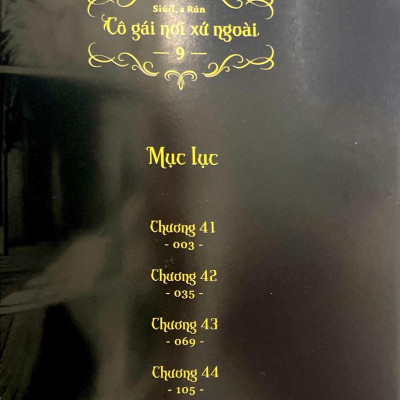 Siúil, a Rún
Cô gái nơi xứ ngoài
9
Mục lục
Chương 41
- 003 -
Chương 42
- 035 -
Chương 43
- 069 -
Chương 44
- 105 -